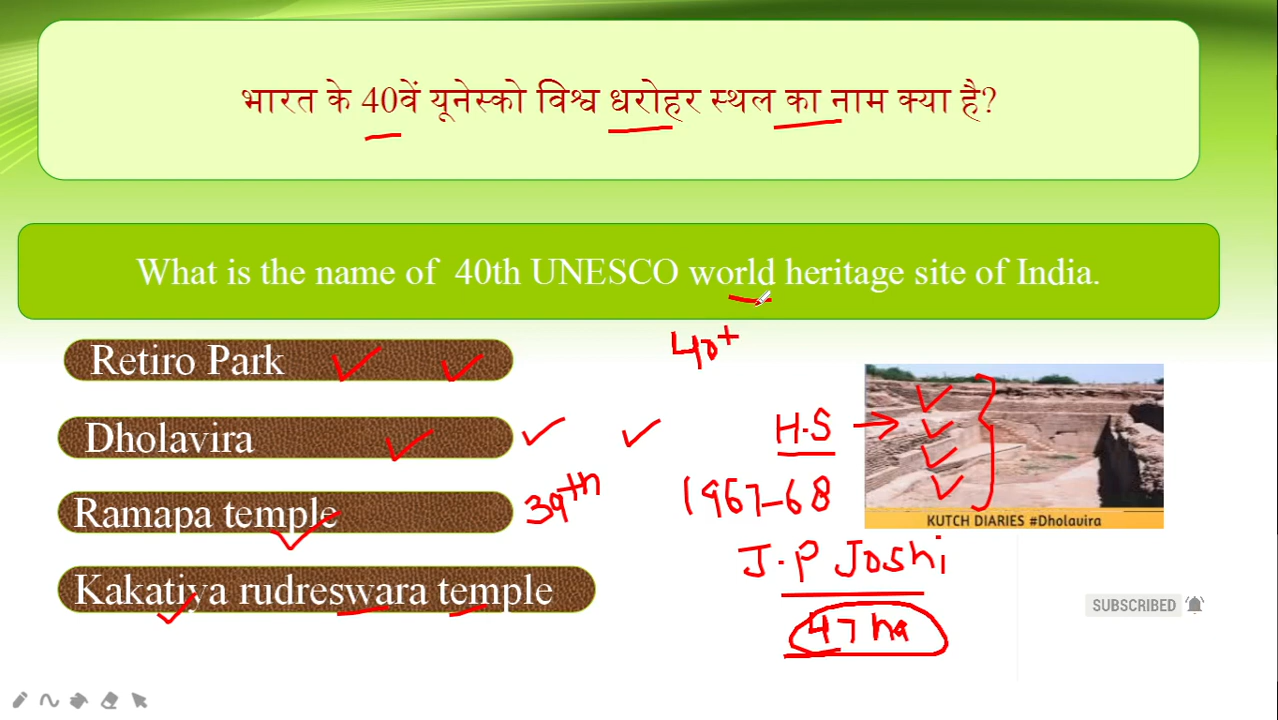 भारत के 40वें यूनेस्को विश्व धरोहर स्थल का नाम क्या है?
What is the name of 40th UNESCO world heritage site of India.
40+
Retiro Park
Dholavira
H.S
Ramapa temple
39th
1967-68
KUTCH DIARIES #Dholavira
J.P Joshi
Kakatiya rudreswara temple
47 ha
SUBSCRIBED